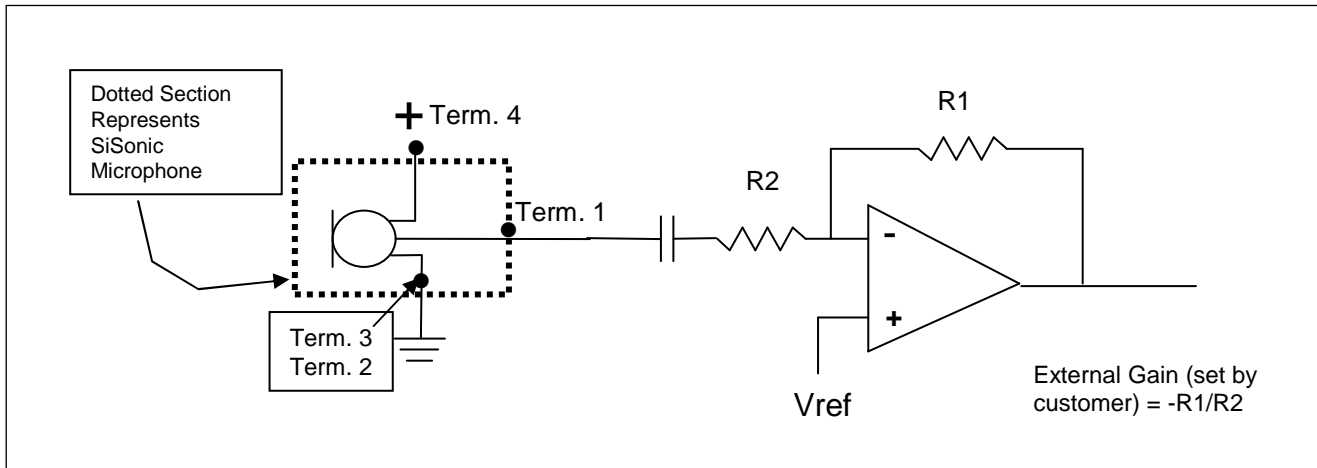 Dotted Section
Represents
SiSonic
Microphone
+ Term. 4
Term. 1
Term. 3
Term. 2
R2
R1
-
+
Vref
External Gain (set by
customer) = -R1/R2